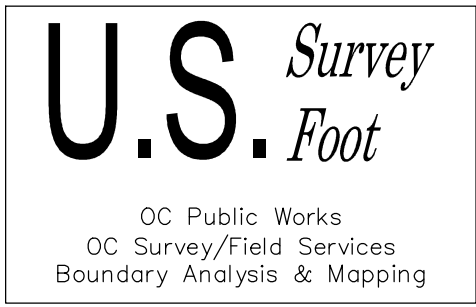 U.S. Survey Foot
OC Public Works
OC Survey/Field Services
Boundary Analysis & Mapping